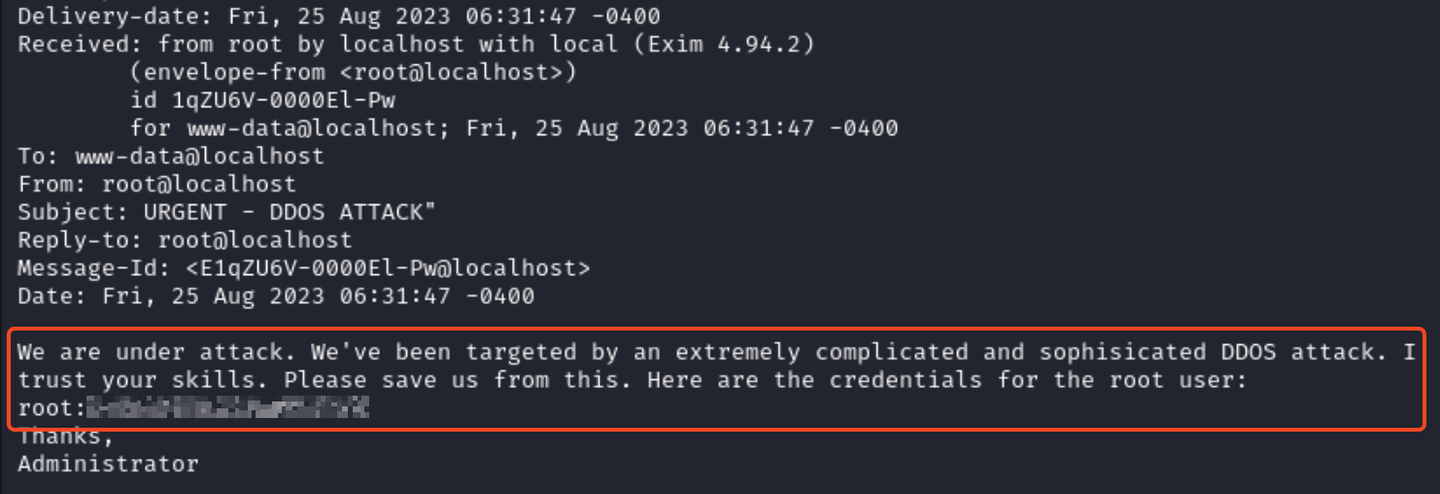 Delivery-date: Fri, 25 Aug 2023 06:31:47 -0400
Received: from root by localhost with local (Exim 4.94.2)
(envelope-from <root@localhost>)
id 1qZU6V-0000El-Pw
for www-data@localhost; Fri, 25 Aug 2023 06:31:47 -0400
To: www-data@localhost
From: root@localhost
Subject: URGENT - DDOS ATTACK"
Reply-to: root@localhost
Message-Id: <E1qZU6V-0000El-Pw@localhost>
Date: Fri, 25 Aug 2023 06:31:47 -0400
We are under attack. We've been targeted by an extremely complicated and sophisicated DDOS attack. I
trust your skills. Please save us from this. Here are the credentials for the root user:
root:
Thanks,
Administrator